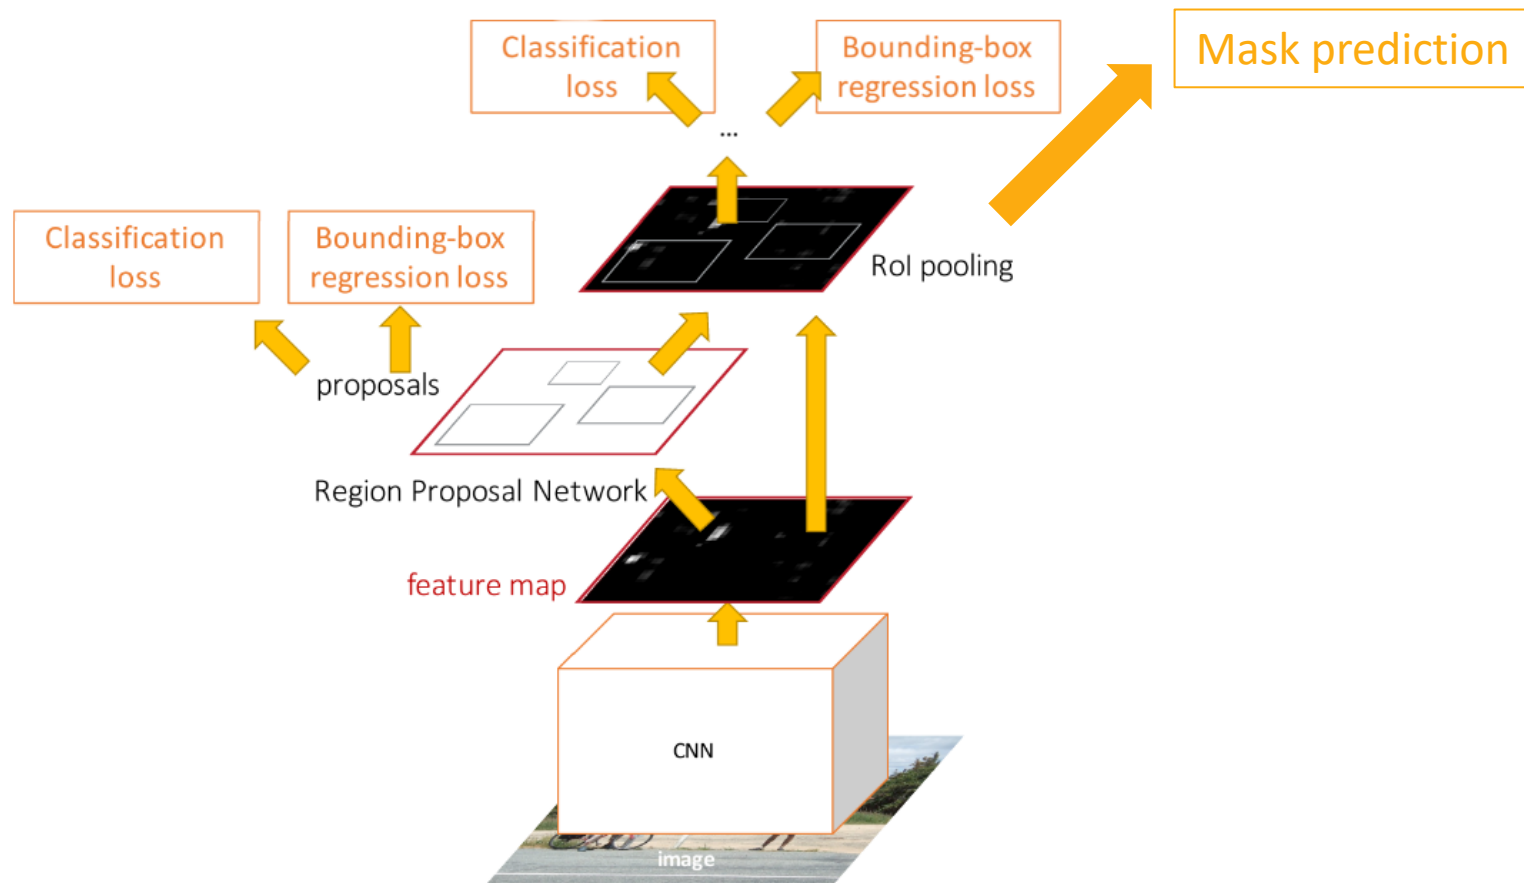 Classification
loss
Bounding-box
regression loss
Mask prediction
...
Classification
loss
Bounding-box
regression loss
RoI pooling
proposals
Region Proposal Network
feature map
CNN
image